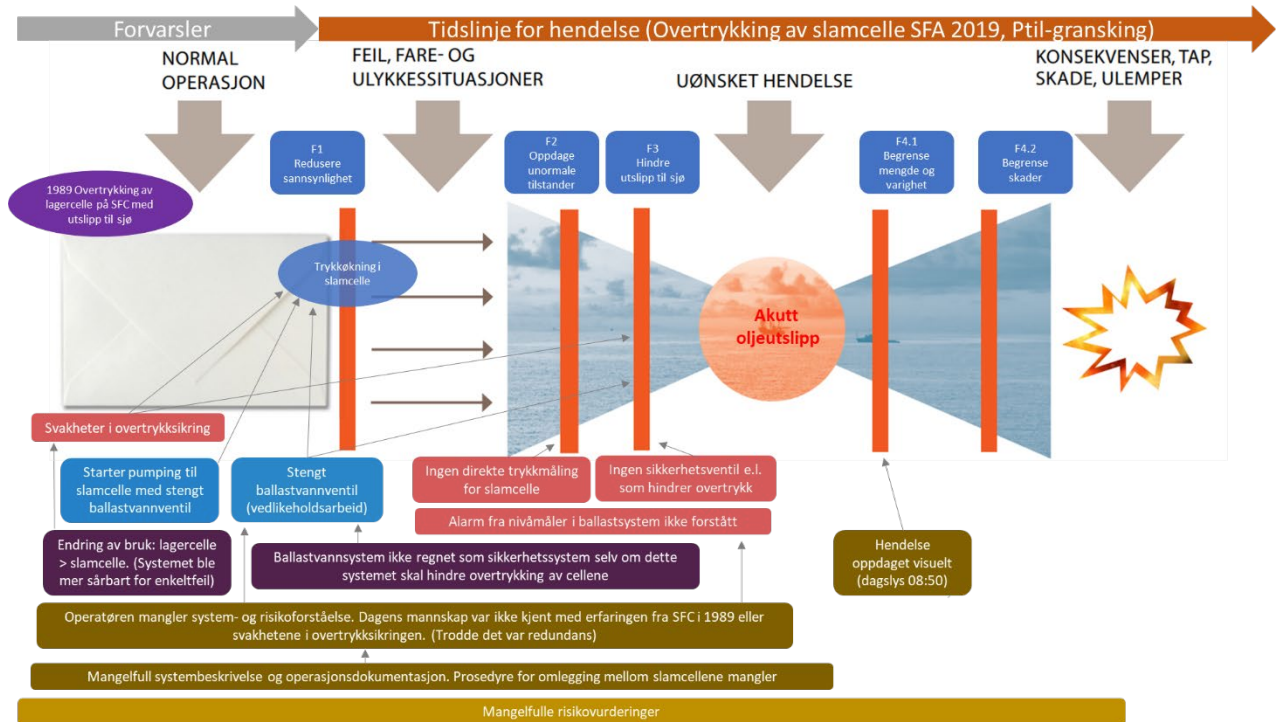 Forvarsler
Tidslinje for hendelse (Overtrykking av slamcelle SFA 2019, Ptil-gransking)
NORMAL
OPERASJON
FEIL, FARE- OG
ULYKKESSITUASJONER
UØNSKET HENDELSE
KONSEKVENSER, TAP,
SKADE, ULEMPER
F1
Redusere
sannsynlighet
F2
Oppdage
unormale
tilstander
F3
Hindre
utslipp til sjø
F4.1
Begrense
mengde og
varighet
F4.2
Begrense
skader
1989 Overtrykking av
lagercelle på SFC med
utslipp til sjø
Trykkøkning i
slamcelle
Akutt
oljeutslipp
Svakheter i overtrykksikring
Starter pumping til
slamcelle med stengt
ballastvannventil
Stengt
ballastvannventil
(vedlikeholdsarbeid)
Ingen direkte trykkmåling
for slamcelle
Ingen sikkerhetsventil e.l.
som hindrer overtrykk
Alarm fra nivåmåler i ballastsystem ikke forstått
Endring av bruk: lagercelle
> slamcelle. (Systemet ble
mer sårbart for enkeltfeil)
Ballastvannsystem ikke regnet som sikkerhetssystem selv om dette
systemet skal hindre overtrykking av cellene
Hendelse
oppdaget visuelt
(dagslys 08:50)
Operatøren mangler system- og risikoforståelse. Dagens mannskap var ikke kjent med erfaringen fra SFC i 1989 eller
svakhetene i overtrykksikringen. (Trodde det var redundans)
Mangelfull systembeskrivelse og operasjonsdokumentasjon. Prosedyre for omlegging mellom slamcellene mangler
Mangelfulle risikovurderinger